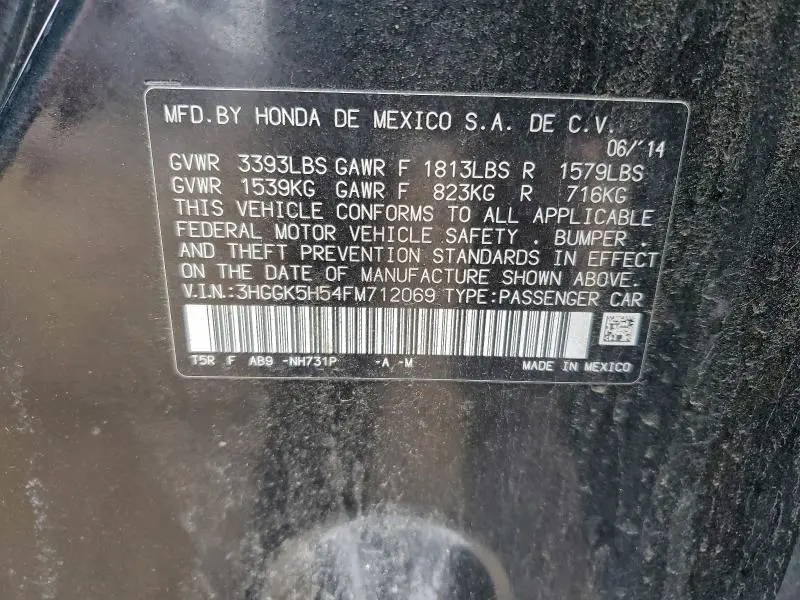 MFD.BY HONDA DE MEXICO S.A. DE C.V.
06/'14
GVWR 3393LBS GAWR F 1813LBS R 1579LBS
GVWR 1539KG GAWR F 823KG R 716KG
THIS VEHICLE CONFORMS TO ALL APPLICABLE
FEDERAL MOTOR VEHICLE SAFETY . BUMPER .
AND THEFT PREVENTION STANDARDS IN EFFECT
ON THE DATE OF MANUFACTURE SHOWN ABOVE.
V.I.N.:3HGGK5H54FM712069 TYPE:PASSENGER CAR
T5R F AB9 -NH731P -A -M MADE IN MEXICO